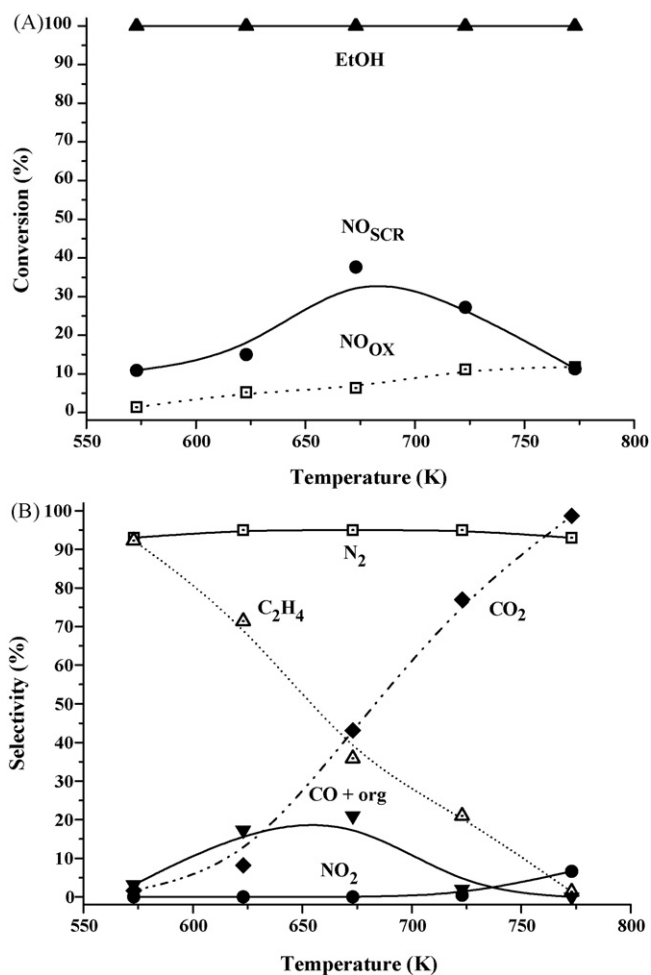 (A)
100
90
80
70
60
50
40
30
20
10
0
Conversion (%)
EtOH
NO_SCR
NO_OX
550 600 650 700 750 800
Temperature (K)
(B)
100
90
80
70
60
50
40
30
20
10
0
Selectivity (%)
N₂
C₂H₄
CO₂
CO + org
NO₂
550 600 650 700 750 800
Temperature (K)